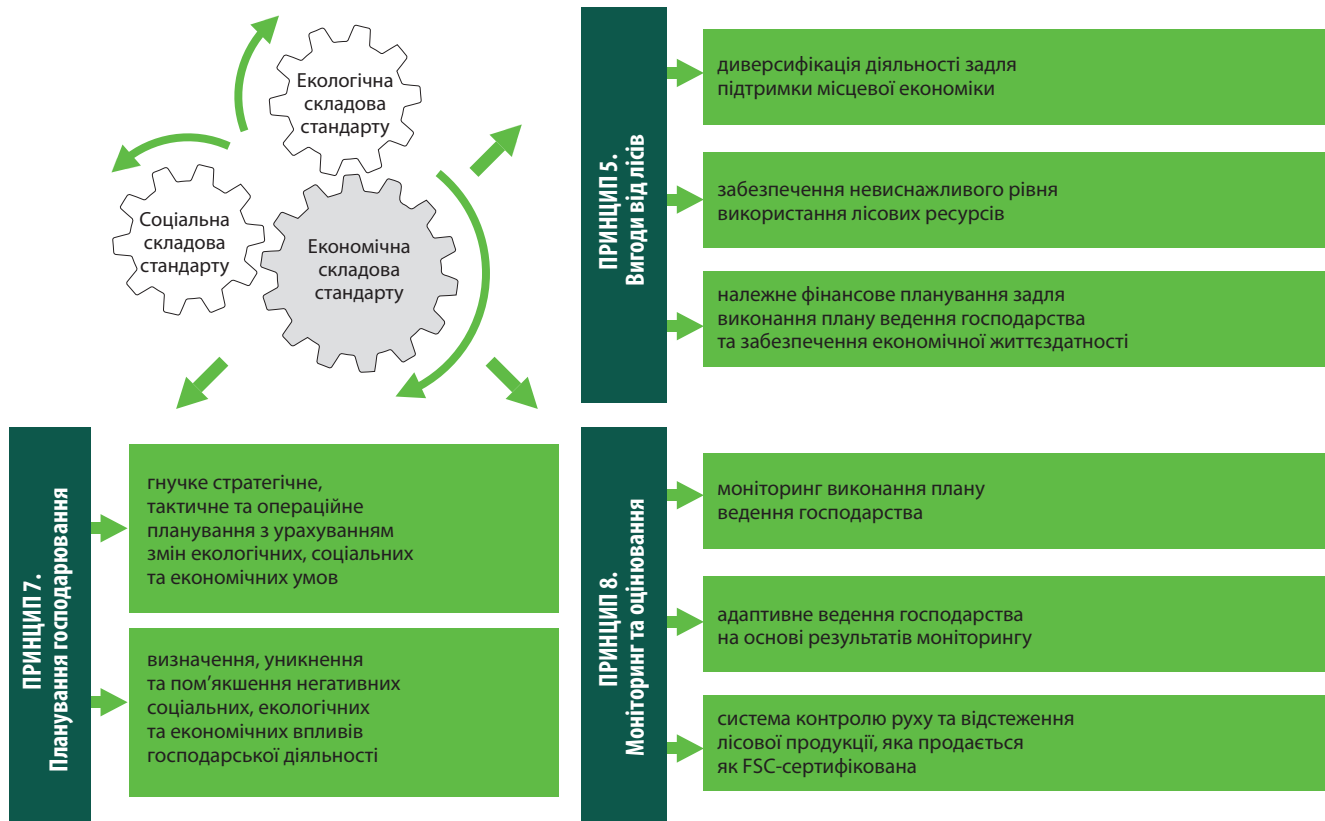 Екологічна
складова
стандарту
Соціальна
складова
стандарту
Економічна
складова
стандарту
ПРИНЦИП 5.
Вигоди від лісів
диверсифікація діяльності задля
підтримки місцевої економіки
забезпечення невиснажливого рівня
використання лісових ресурсів
належне фінансове планування задля
виконання плану ведення господарства
та забезпечення економічної життєздатності
ПРИНЦИП 7.
Планування господарювання
гнучке стратегічне,
тактичне та операційне
планування з урахуванням
змін екологічних, соціальних
та економічних умов
визначення, уникнення
та пом’якшення негативних
соціальних, екологічних
та економічних впливів
господарської діяльності
ПРИНЦИП 8.
Моніторинг та оцінювання
моніторинг виконання плану
ведення господарства
адаптивне ведення господарства
на основі результатів моніторингу
система контролю руху та відстеження
лісової продукції, яка продається
як FSC-сертифікована